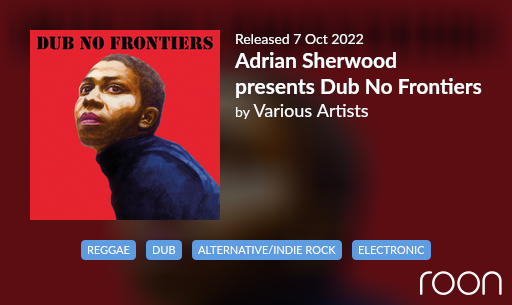 DUB NO FRONTIERS
Released 7 Oct 2022
Adrian Sherwood
presents Dub No Frontiers
by Various Artists
REGGAE
DUB
ALTERNATIVE/INDIE ROCK
ELECTRONIC
roon